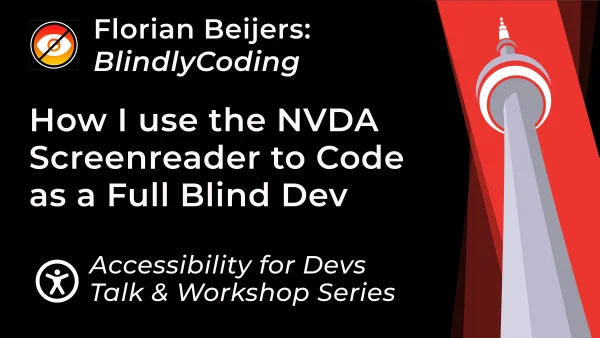 Florian Beijers:
BlindlyCoding
How I use the NVDA
Screenreader to Code
as a Full Blind Dev
Accessibility for Devs
Talk & Workshop Series